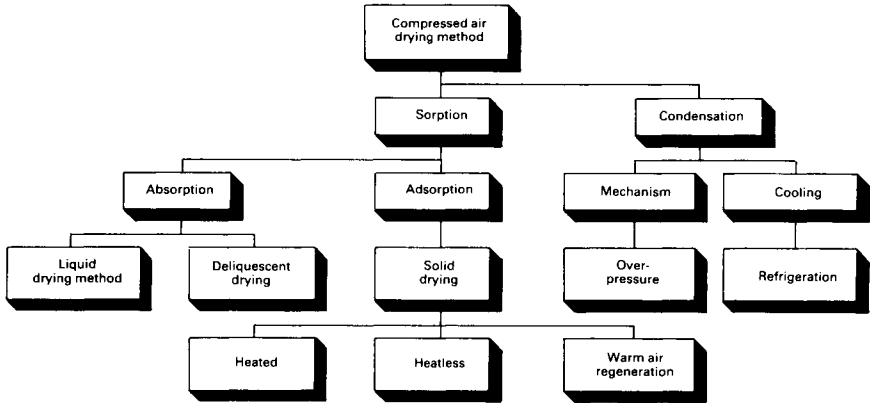 Compressed air
drying method
Sorption
Condensation
Absorption
Adsorption
Mechanism
Cooling
Liquid
drying method
Deliquescent
drying
Solid
drying
Over-
pressure
Refrigeration
Heated
Heatless
Warm air
regeneration